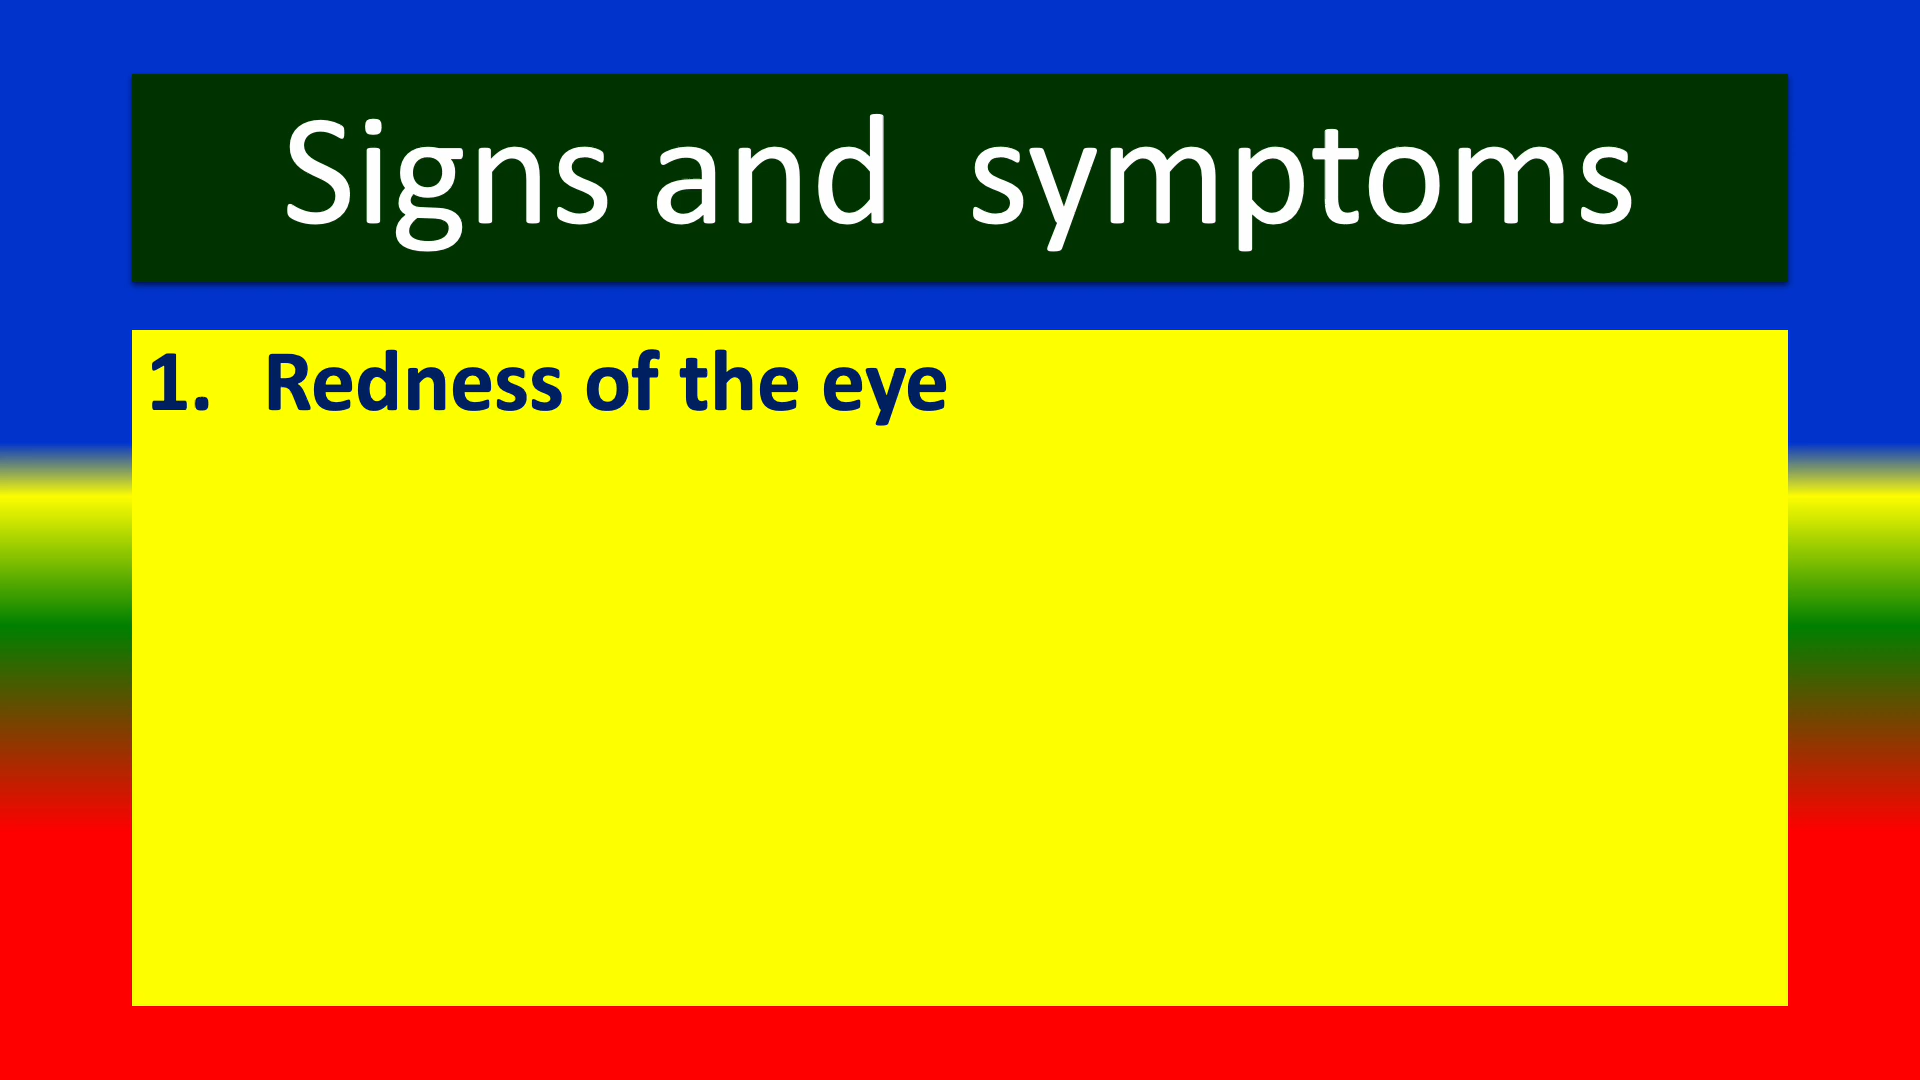 Signs and  symptoms
1. Redness of the eye